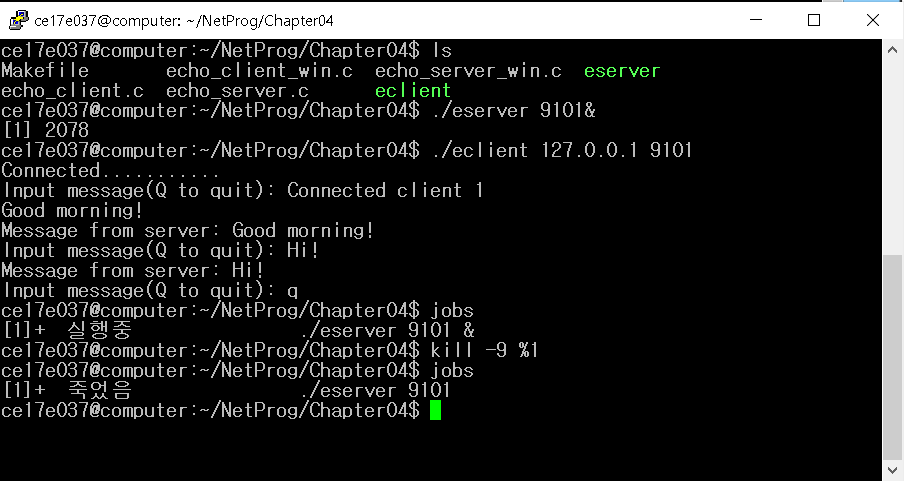 ce17e037@computer: ~/NetProg/Chapter04
ce17e037@computer:~/NetProg/Chapter04$ ls
Makefile       echo_client_win.c  echo_server_win.c  eserver
echo_client.c  echo_server.c      eclient
ce17e037@computer:~/NetProg/Chapter04$ ./eserver 9101&
[1] 2078
ce17e037@computer:~/NetProg/Chapter04$ ./eclient 127.0.0.1 9101
Connected...........
Input message(Q to quit): Connected client 1
Good morning!
Message from server: Good morning!
Input message(Q to quit): Hi!
Message from server: Hi!
Input message(Q to quit): q
ce17e037@computer:~/NetProg/Chapter04$ jobs
[1]+  실행중               ./eserver 9101 &
ce17e037@computer:~/NetProg/Chapter04$ kill -9 %1
ce17e037@computer:~/NetProg/Chapter04$ jobs
[1]+  죽었음               ./eserver 9101
ce17e037@computer:~/NetProg/Chapter04$